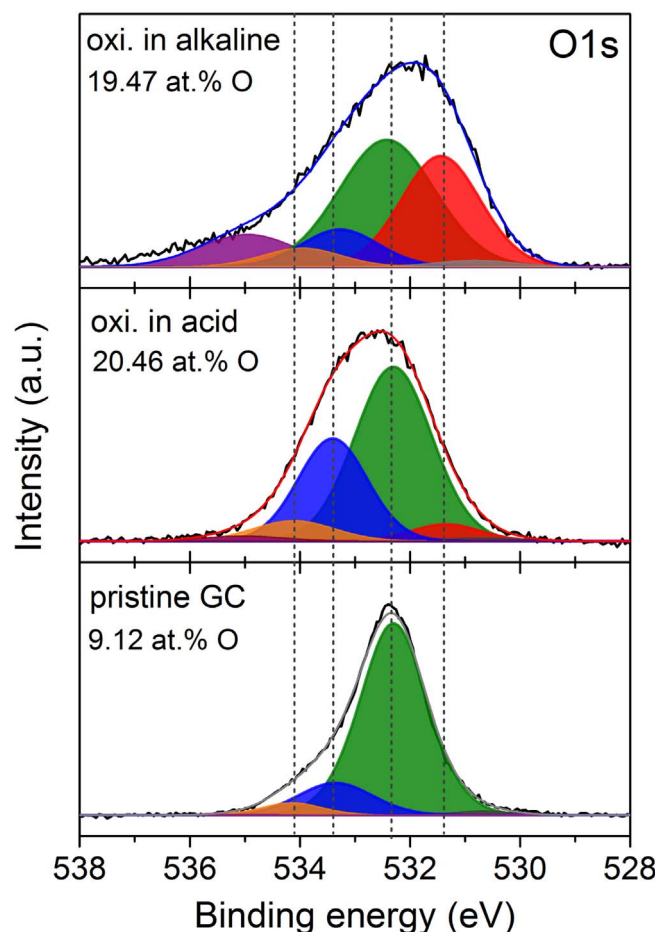 oxi. in alkaline
19.47 at.% O
O1s
oxi. in acid
20.46 at.% O
pristine GC
9.12 at.% O
Intensity (a.u.)
538 536 534 532 530 528
Binding energy (eV)